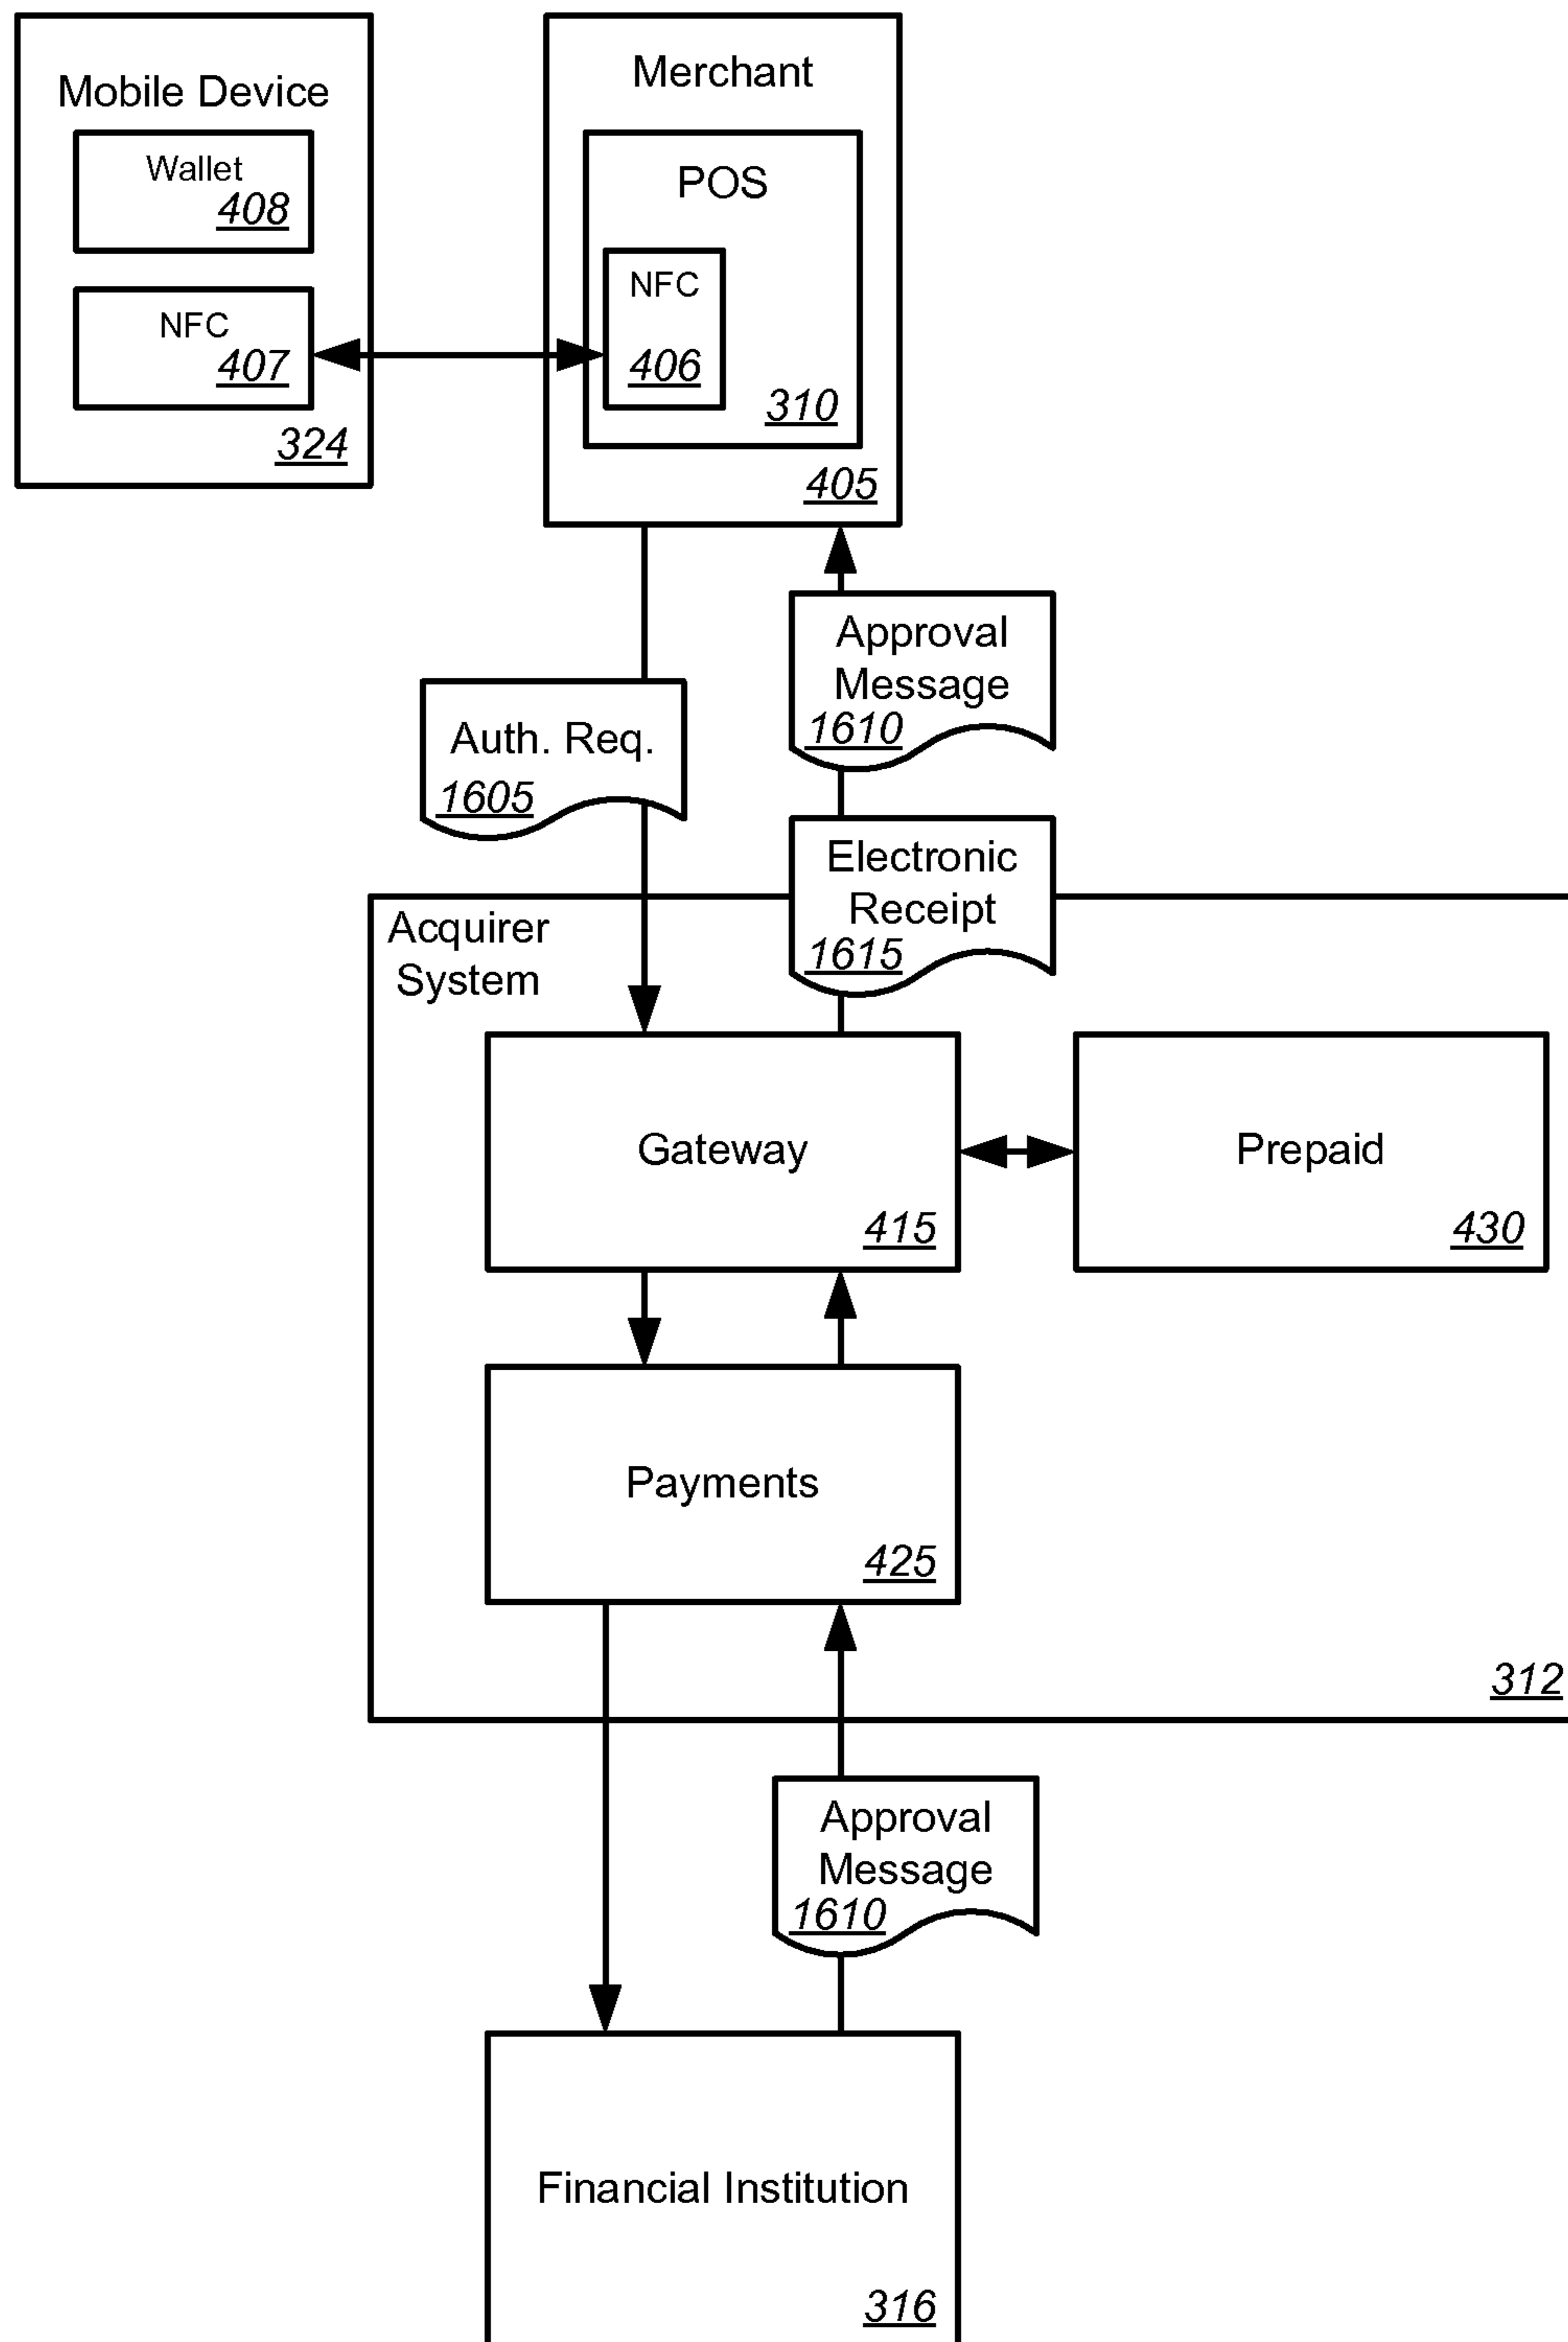 Mobile Device
Wallet
408
NFC
407
324
Merchant
POS
NFC
406
310
405
Auth. Req.
1605
Approval
Message
1610
Electronic
Receipt
1615
Acquirer
System
Gateway
415
Prepaid
430
Payments
425
312
Approval
Message
1610
Financial Institution
316